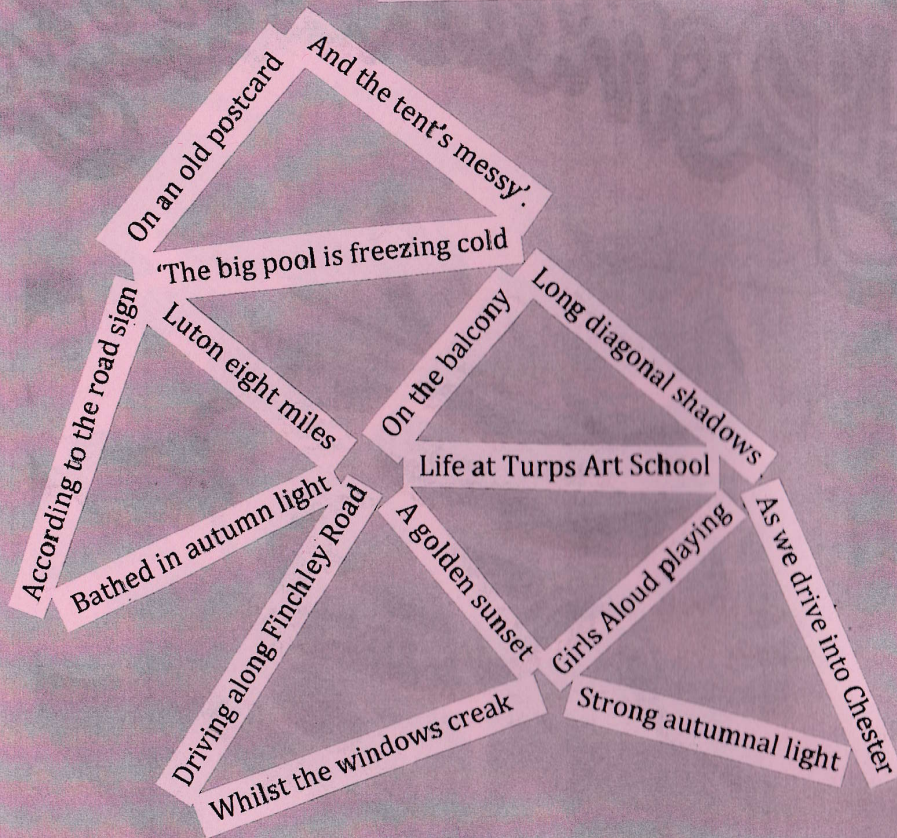 On an old postcard
And the tent's messy'.
'The big pool is freezing cold
According to the road sign
Luton eight miles
Bathed in autumn light
On the balcony
Long diagonal shadows
Life at Turps Art School
Driving along Finchley Road
A golden sunset
Whilst the windows creak
Girls Aloud playing
As we drive into Chester
Strong autumnal light